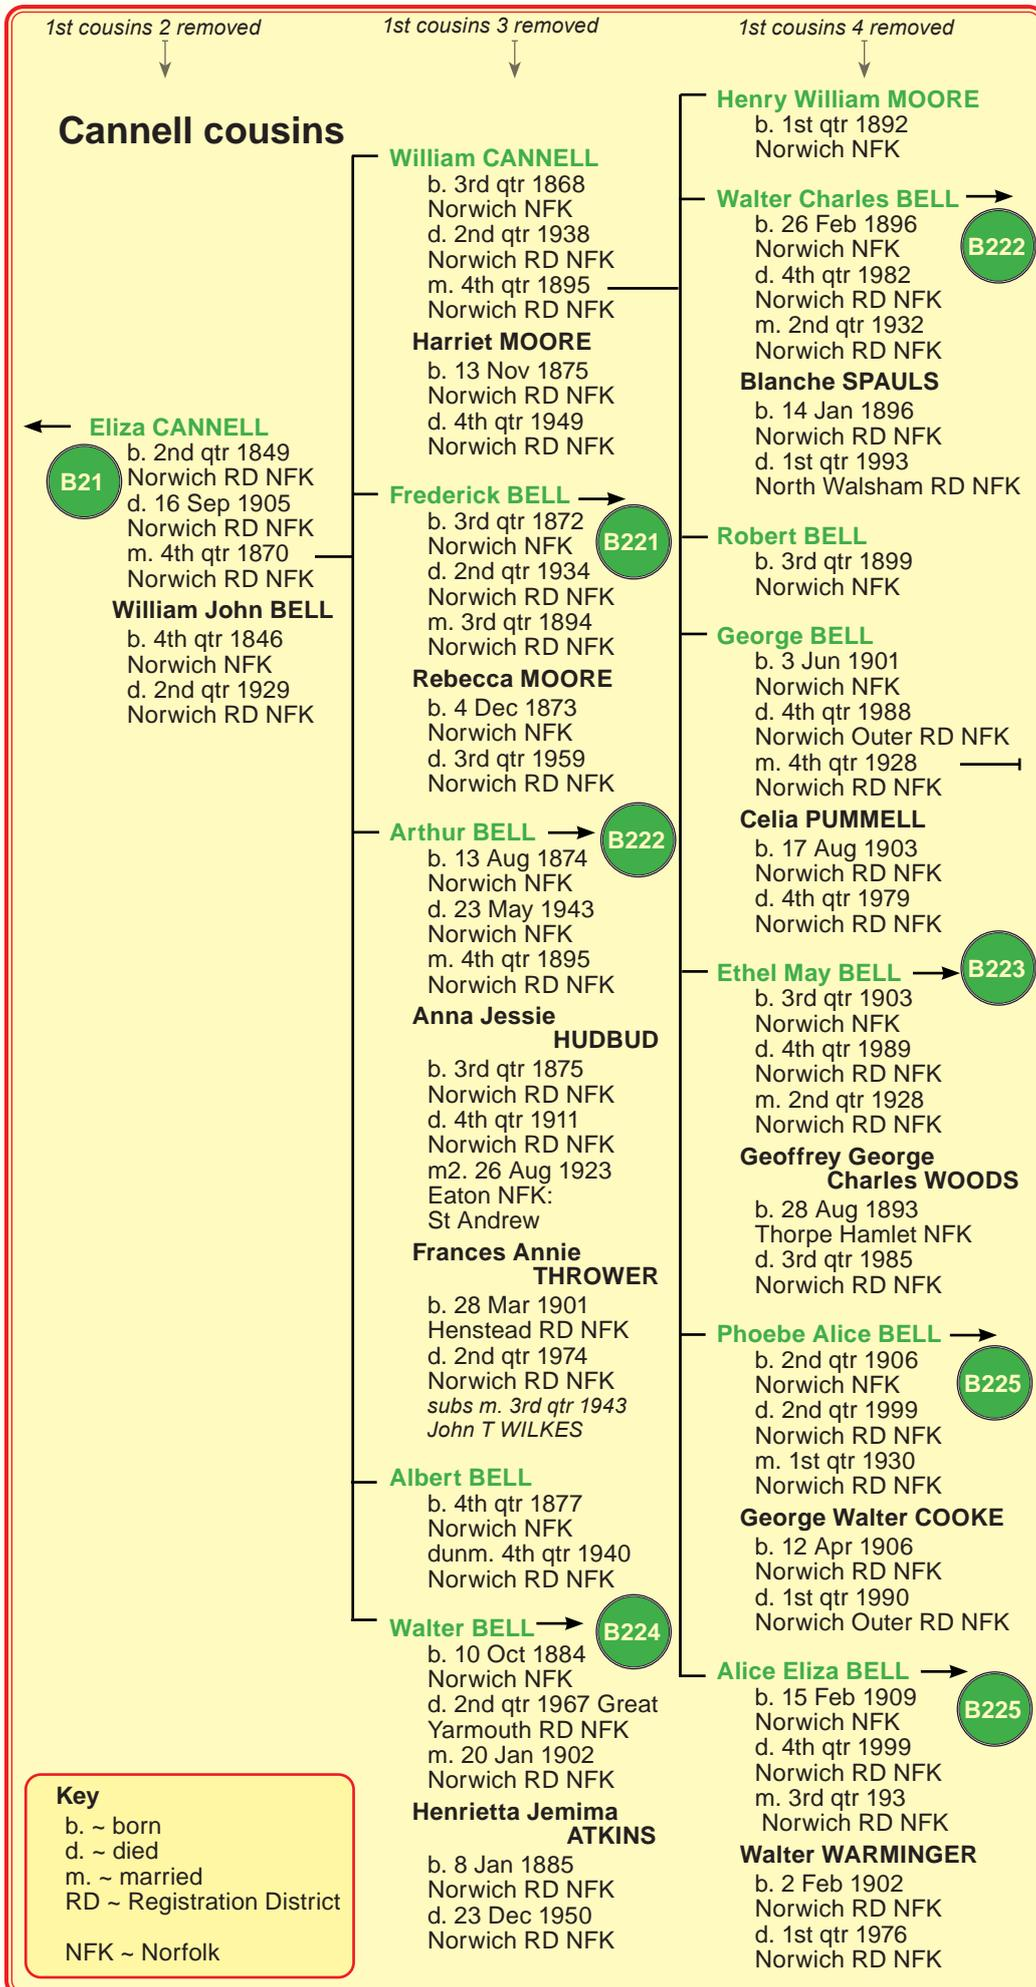 1st cousins 2 removed
1st cousins 3 removed
1st cousins 4 removed
Cannell cousins
Eliza CANNELL
B21
b. 2nd qtr 1849
Norwich RD NFK
d. 16 Sep 1905
Norwich RD NFK
m. 4th qtr 1870
Norwich RD NFK
William John BELL
b. 4th qtr 1846
Norwich NFK
d. 2nd qtr 1929
Norwich RD NFK
William CANNELL
b. 3rd qtr 1868
Norwich NFK
d. 2nd qtr 1938
Norwich RD NFK
m. 4th qtr 1895
Norwich RD NFK
Harriet MOORE
b. 13 Nov 1875
Norwich RD NFK
d. 4th qtr 1949
Norwich RD NFK
Frederick BELL
B221
b. 3rd qtr 1872
Norwich NFK
d. 2nd qtr 1934
Norwich RD NFK
m. 3rd qtr 1894
Norwich RD NFK
Rebecca MOORE
b. 4 Dec 1873
Norwich NFK
d. 3rd qtr 1959
Norwich RD NFK
Arthur BELL
B222
b. 13 Aug 1874
Norwich NFK
d. 23 May 1943
Norwich NFK
m. 4th qtr 1895
Norwich RD NFK
Anna Jessie
HUDBUD
b. 3rd qtr 1875
Norwich RD NFK
d. 4th qtr 1911
Norwich RD NFK
m2. 26 Aug 1923
Eaton NFK:
St Andrew
Frances Annie
THROWER
b. 28 Mar 1901
Henstead RD NFK
d. 2nd qtr 1974
Norwich RD NFK
subs m. 3rd qtr 1943
John T WILKES
Albert BELL
b. 4th qtr 1877
Norwich NFK
dunm. 4th qtr 1940
Norwich RD NFK
Walter BELL
B224
b. 10 Oct 1884
Norwich NFK
d. 2nd qtr 1967 Great
Yarmouth RD NFK
m. 20 Jan 1902
Norwich RD NFK
Henrietta Jemima
ATKINS
b. 8 Jan 1885
Norwich RD NFK
d. 23 Dec 1950
Norwich RD NFK
Henry William MOORE
b. 1st qtr 1892
Norwich NFK
Walter Charles BELL
B222
b. 26 Feb 1896
Norwich NFK
d. 4th qtr 1982
Norwich RD NFK
m. 2nd qtr 1932
Norwich RD NFK
Blanche SPAULS
b. 14 Jan 1896
Norwich RD NFK
d. 1st qtr 1993
North Walsham RD NFK
Robert BELL
b. 3rd qtr 1899
Norwich NFK
George BELL
b. 3 Jun 1901
Norwich NFK
d. 4th qtr 1988
Norwich Outer RD NFK
m. 4th qtr 1928
Norwich RD NFK
Celia PUMMELL
b. 17 Aug 1903
Norwich RD NFK
d. 4th qtr 1979
Norwich RD NFK
Ethel May BELL
B223
b. 3rd qtr 1903
Norwich NFK
d. 4th qtr 1989
Norwich RD NFK
m. 2nd qtr 1928
Norwich RD NFK
Geoffrey George
Charles WOODS
b. 28 Aug 1893
Thorpe Hamlet NFK
d. 3rd qtr 1985
Norwich RD NFK
Phoebe Alice BELL
B225
b. 2nd qtr 1906
Norwich NFK
d. 2nd qtr 1999
Norwich RD NFK
m. 1st qtr 1930
Norwich RD NFK
George Walter COOKE
b. 12 Apr 1906
Norwich RD NFK
d. 1st qtr 1990
Norwich Outer RD NFK
Alice Eliza BELL
B225
b. 15 Feb 1909
Norwich NFK
d. 4th qtr 1999
Norwich RD NFK
m. 3rd qtr 193
Norwich RD NFK
Walter WARMINGER
b. 2 Feb 1902
Norwich RD NFK
d. 1st qtr 1976
Norwich RD NFK
Key
b. ~ born
d. ~ died
m. ~ married
RD ~ Registration District
NFK ~ Norfolk